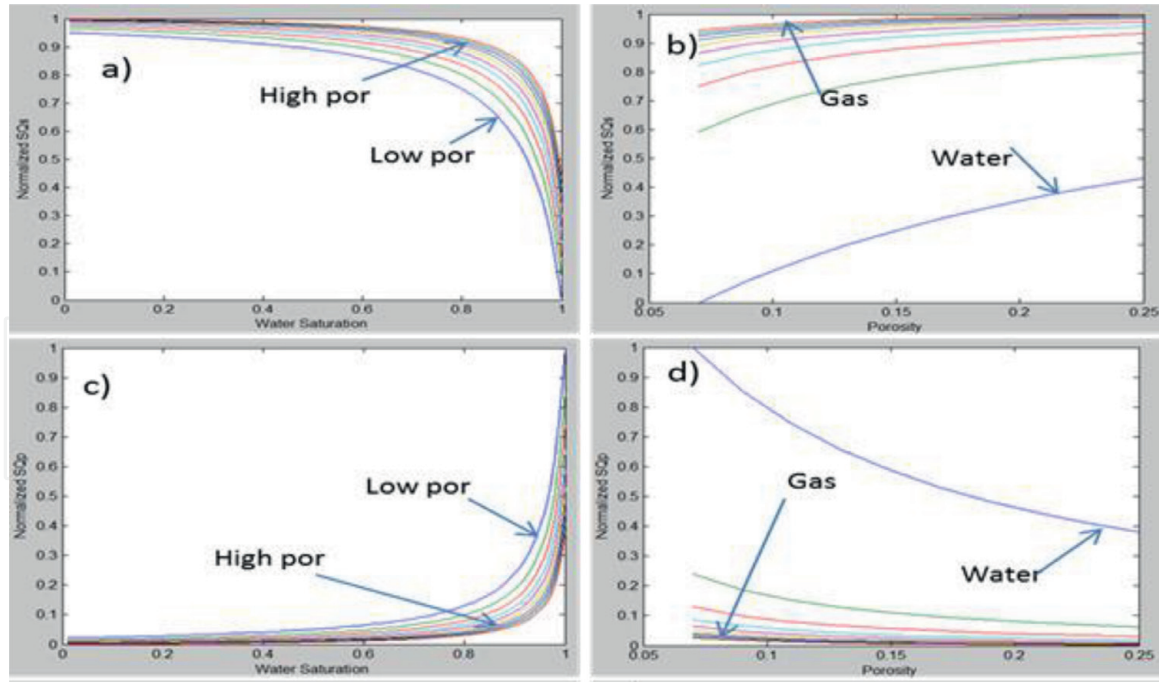 a)
High por
Low por
Normalized SQs
1
0.9
0.8
0.7
0.6
0.5
0.4
0.3
0.2
0.1
0
0 0.2 0.4 0.6 0.8 1
Water Saturation
b)
Gas
Water
Normalized SQs
1
0.9
0.8
0.7
0.6
0.5
0.4
0.3
0.2
0.1
0
0.05 0.1 0.15 0.2 0.25
Porosity
c)
Low por
High por
Normalized SQp
1
0.9
0.8
0.7
0.6
0.5
0.4
0.3
0.2
0.1
0
0 0.2 0.4 0.6 0.8 1
Water Saturation
d)
Gas
Water
Normalized SQp
1
0.9
0.8
0.7
0.6
0.5
0.4
0.3
0.2
0.1
0
0.05 0.1 0.15 0.2 0.25
Porosity